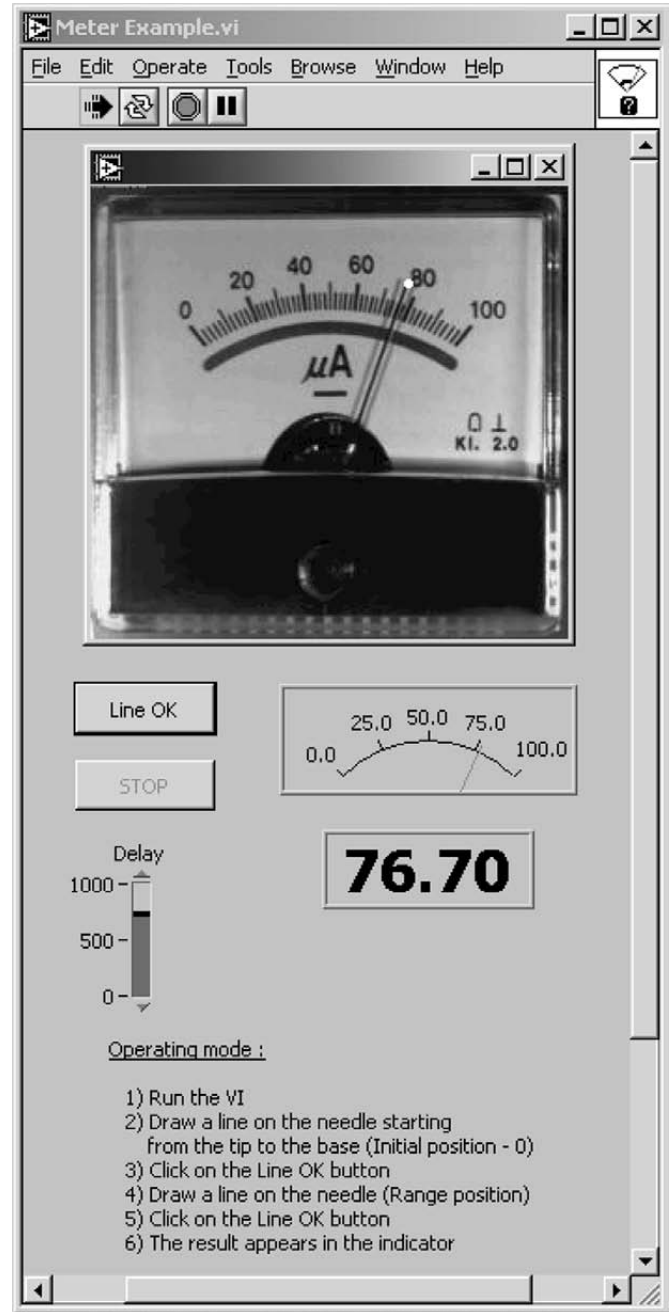 Meter Example.vi
File Edit Operate Tools Browse Window Help
0 20 40 60 80 100
µA
Kl. 2.0
Line OK
STOP
0.0 25.0 50.0 75.0 100.0
76.70
Delay
1000
500
0
Operating mode :
1) Run the VI
2) Draw a line on the needle starting
from the tip to the base (Initial position - 0)
3) Click on the Line OK button
4) Draw a line on the needle (Range position)
5) Click on the Line OK button
6) The result appears in the indicator